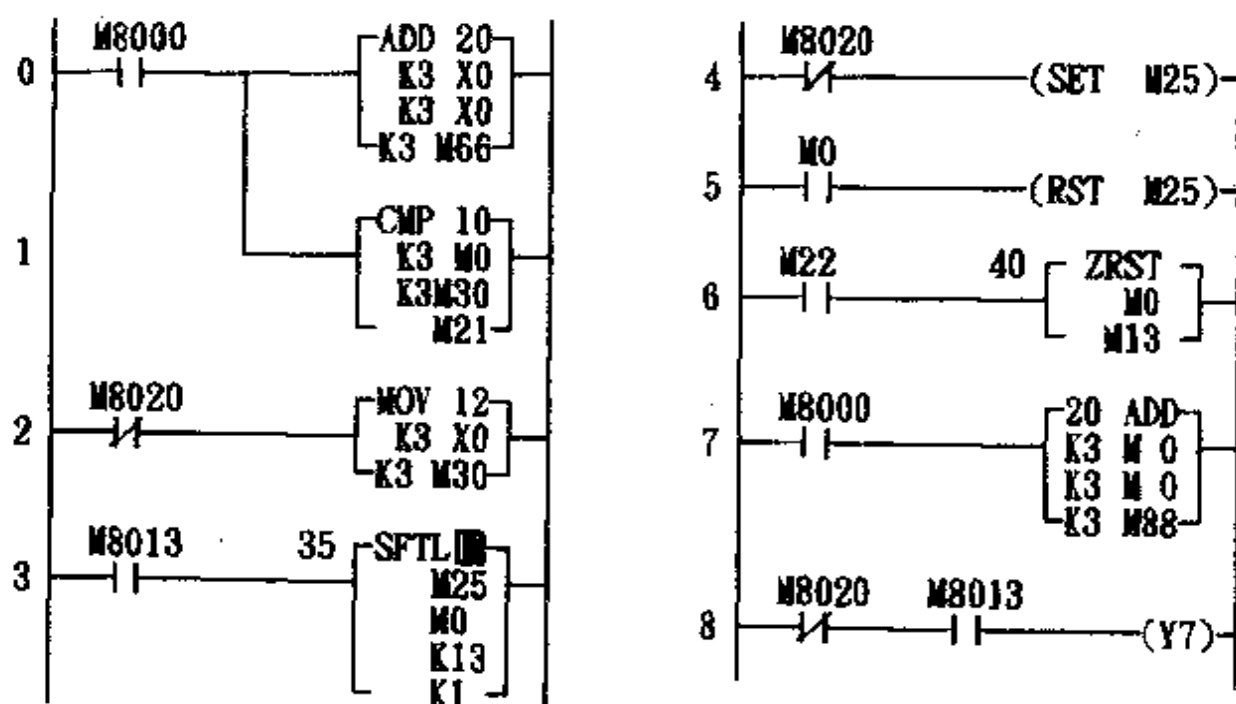 M8000
0
ADD 20
K3 X0
K3 X0
K3 M66
1
CMP 10
K3 M0
K3M30
M21
M8020
2
MOV 12
K3 X0
K3 M30
M8013
3
35
SFTL
M25
M0
K13
K1
M8020
4
(SET M25)
M0
5
(RST M25)
M22
6
40
ZRST
M0
M13
M8000
7
20 ADD
K3 M 0
K3 M 0
K3 M88
M8020 M8013
8
(Y7)